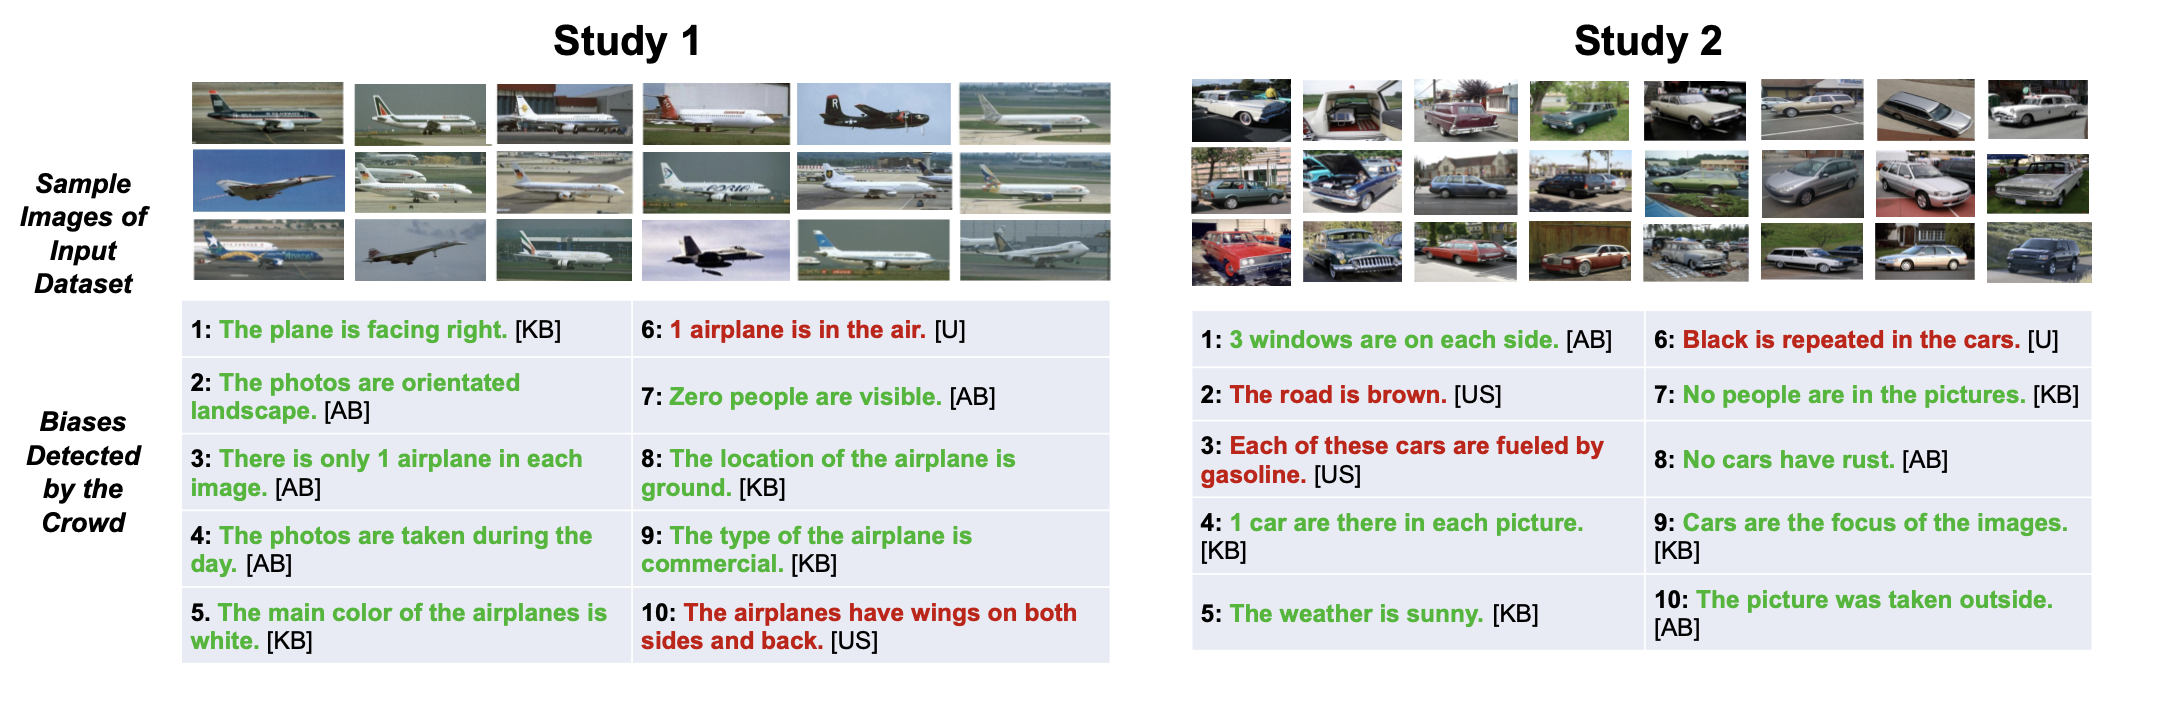 Study 1
Study 2
Sample
Images of
Input
Dataset
Biases
Detected
by the
Crowd
1: The plane is facing right. [KB]
6: 1 airplane is in the air. [U]
2: The photos are orientated
landscape. [AB]
7: Zero people are visible. [AB]
3: There is only 1 airplane in each
image. [AB]
8: The location of the airplane is
ground. [KB]
4: The photos are taken during the
day. [AB]
9: The type of the airplane is
commercial. [KB]
5. The main color of the airplanes is
white. [KB]
10: The airplanes have wings on both
sides and back. [US]
1: 3 windows are on each side. [AB]
6: Black is repeated in the cars. [U]
2: The road is brown. [US]
7: No people are in the pictures. [KB]
3: Each of these cars are fueled by
gasoline. [US]
8: No cars have rust. [AB]
4: 1 car are there in each picture.
[KB]
9: Cars are the focus of the images.
[KB]
5: The weather is sunny. [KB]
10: The picture was taken outside.
[AB]